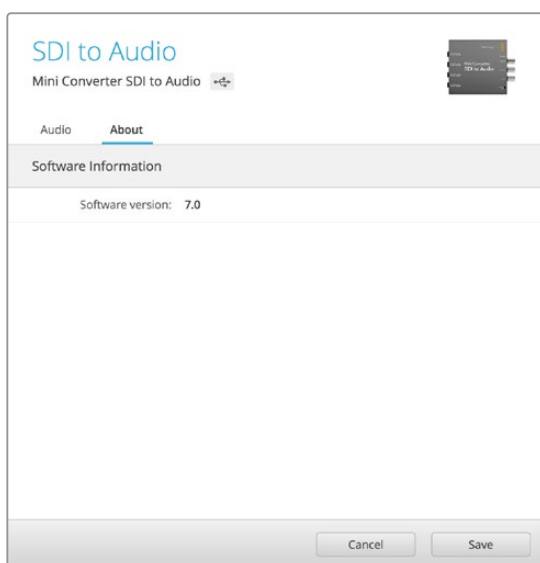 SDI to Audio
Mini Converter SDI to Audio
Audio About
Software Information
Software version: 7.0
Cancel Save